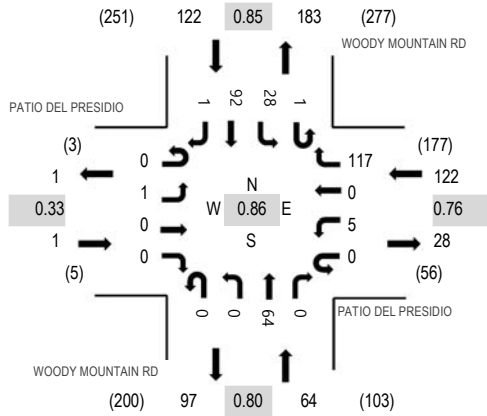 (251) 122 0.85 183 (277)
WOODY MOUNTAIN RD
1 92 28 1
PATIO DEL PRESIDIO
(3) (177)
0 117
1 122
1 N 0
0.33 W 0.86 E 0.76
0 5
1 S 28
0 0
(5) (56)
0 0 64 0
PATIO DEL PRESIDIO
WOODY MOUNTAIN RD
(200) 97 0.80 64 (103)